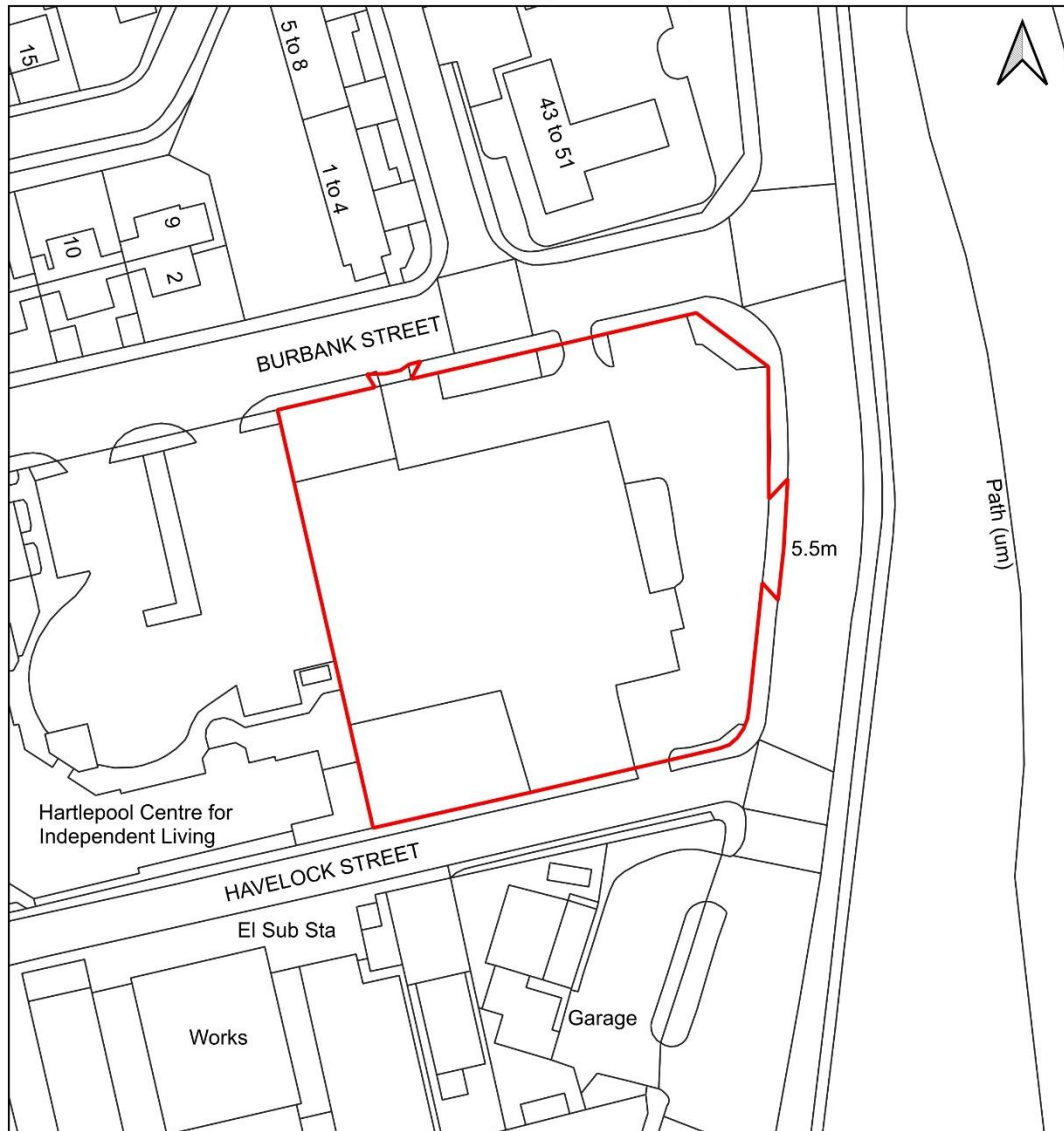 15
5 to 8
43 to 51
1 to 4
9
10
2
BURBANK STREET
Path (um)
5.5m
Hartlepool Centre for
Independent Living
HAVELOCK STREET
El Sub Sta
Garage
Works